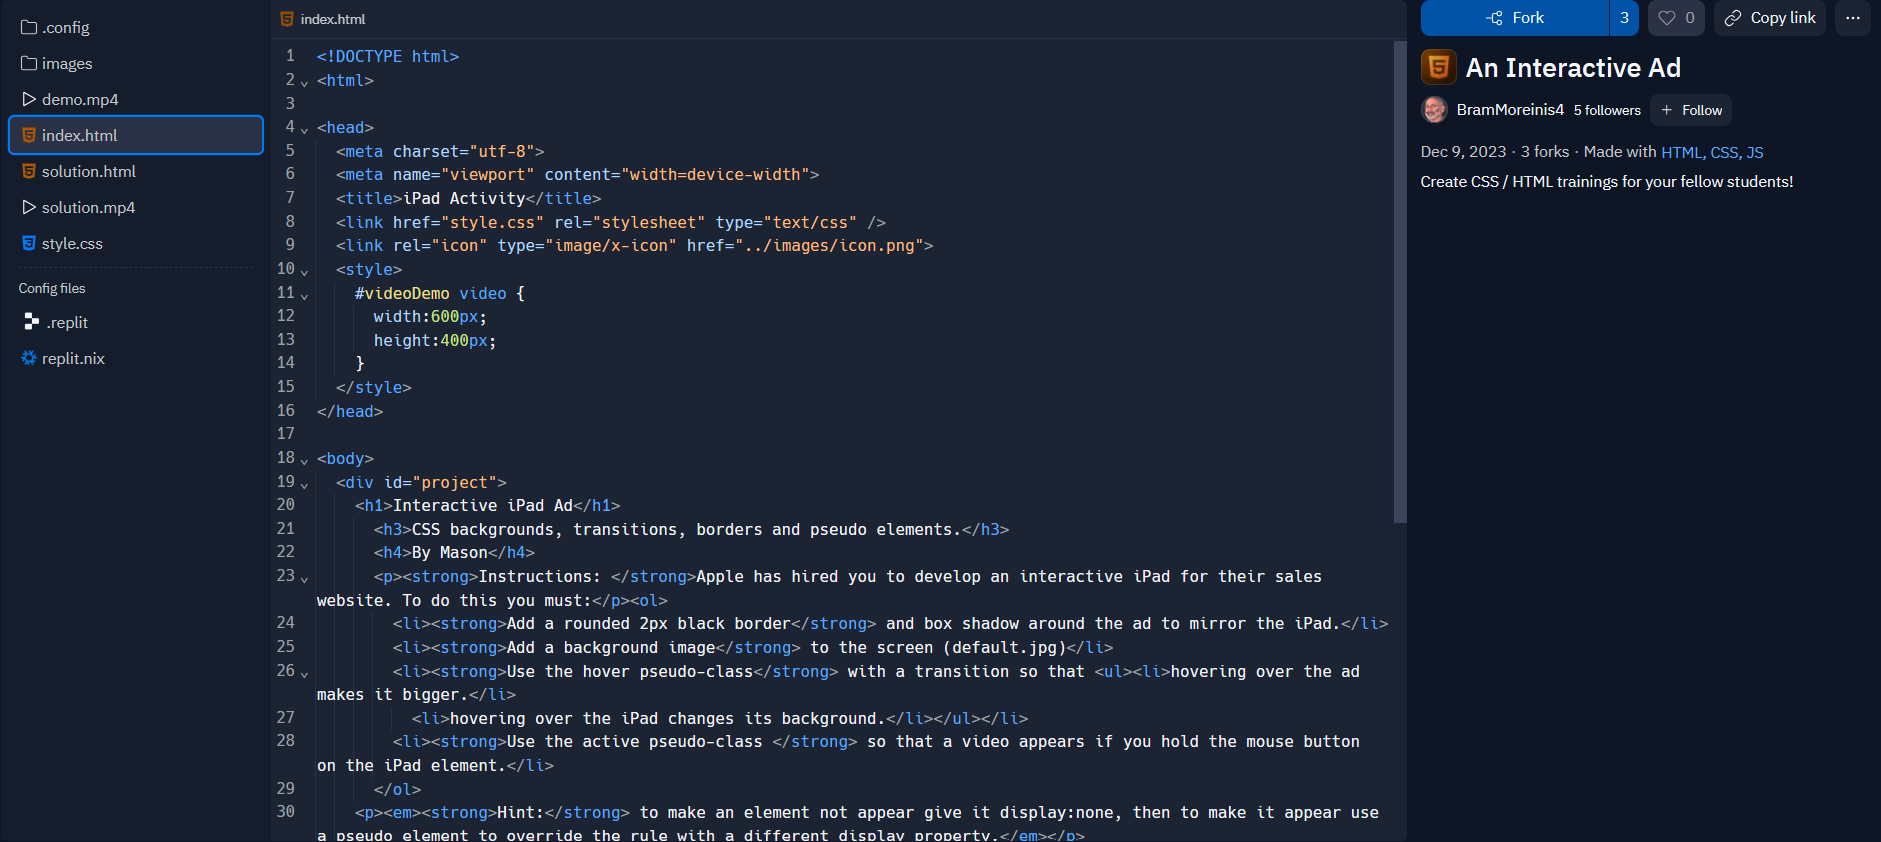 .config
images
demo.mp4
index.html
solution.html
solution.mp4
style.css
Config files
.replit
replit.nix
index.html
1 <!DOCTYPE html>
2 <html>
3
4 <head>
5 <meta charset="utf-8">
6 <meta name="viewport" content="width=device-width">
7 <title>iPad Activity</title>
8 <link href="style.css" rel="stylesheet" type="text/css" />
9 <link rel="icon" type="image/x-icon" href="../images/icon.png">
10 <style>
11 #videoDemo video {
12 width:600px;
13 height:400px;
14 }
15 </style>
16 </head>
17
18 <body>
19 <div id="project">
20 <h1>Interactive iPad Ad</h1>
21 <h3>CSS backgrounds, transitions, borders and pseudo elements.</h3>
22 <h4>By Mason</h4>
23 <p><strong>Instructions: </strong>Apple has hired you to develop an interactive iPad for their sales
website. To do this you must:</p><ol>
24 <li><strong>Add a rounded 2px black border</strong> and box shadow around the ad to mirror the iPad.</li>
25 <li><strong>Add a background image</strong> to the screen (default.jpg)</li>
26 <li><strong>Use the hover pseudo-class</strong> with a transition so that <ul><li>hovering over the ad
makes it bigger.</li>
27 <li>hovering over the iPad changes its background.</li></ul></li>
28 <li><strong>Use the active pseudo-class </strong> so that a video appears if you hold the mouse button
on the iPad element.</li>
29 </ol>
30 <p><em><strong>Hint:</strong> to make an element not appear give it display:none, then to make it appear use
a pseudo element to override the rule with a different display property.</em></p>
Fork 3 0 Copy link
An Interactive Ad
BramMoreinis4 5 followers + Follow
Dec 9, 2023 · 3 forks · Made with HTML, CSS, JS
Create CSS / HTML trainings for your fellow students!